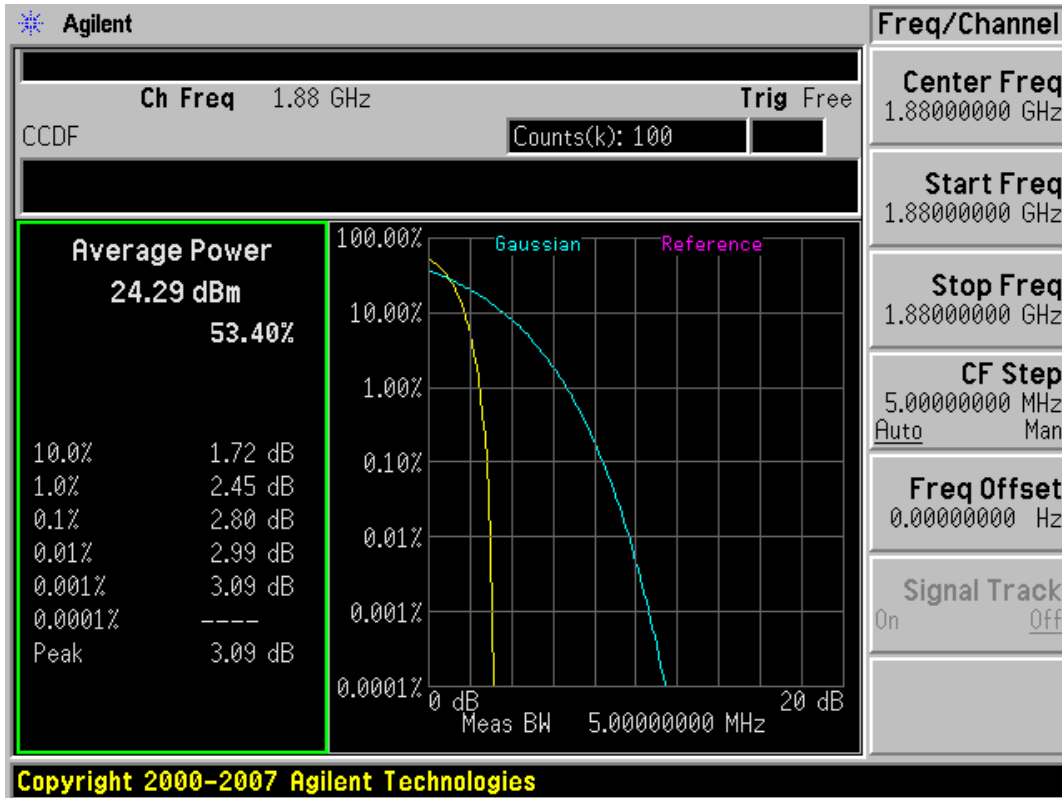 Agilent
Freq/Channel
Ch Freq 1.88 GHz Trig Free
CCDF
Counts(k): 100
Average Power
24.29 dBm
53.40%
10.0% 1.72 dB
1.0% 2.45 dB
0.1% 2.80 dB
0.01% 2.99 dB
0.001% 3.09 dB
0.0001% ----
Peak 3.09 dB
Gaussian Reference
100.00%
10.00%
1.00%
0.10%
0.01%
0.001%
0.0001%
0 dB 20 dB
Meas BW 5.00000000 MHz
Center Freq
1.88000000 GHz
Start Freq
1.88000000 GHz
Stop Freq
1.88000000 GHz
CF Step
5.00000000 MHz
Auto Man
Freq Offset
0.00000000 Hz
Signal Track
On Off
Copyright 2000-2007 Agilent Technologies